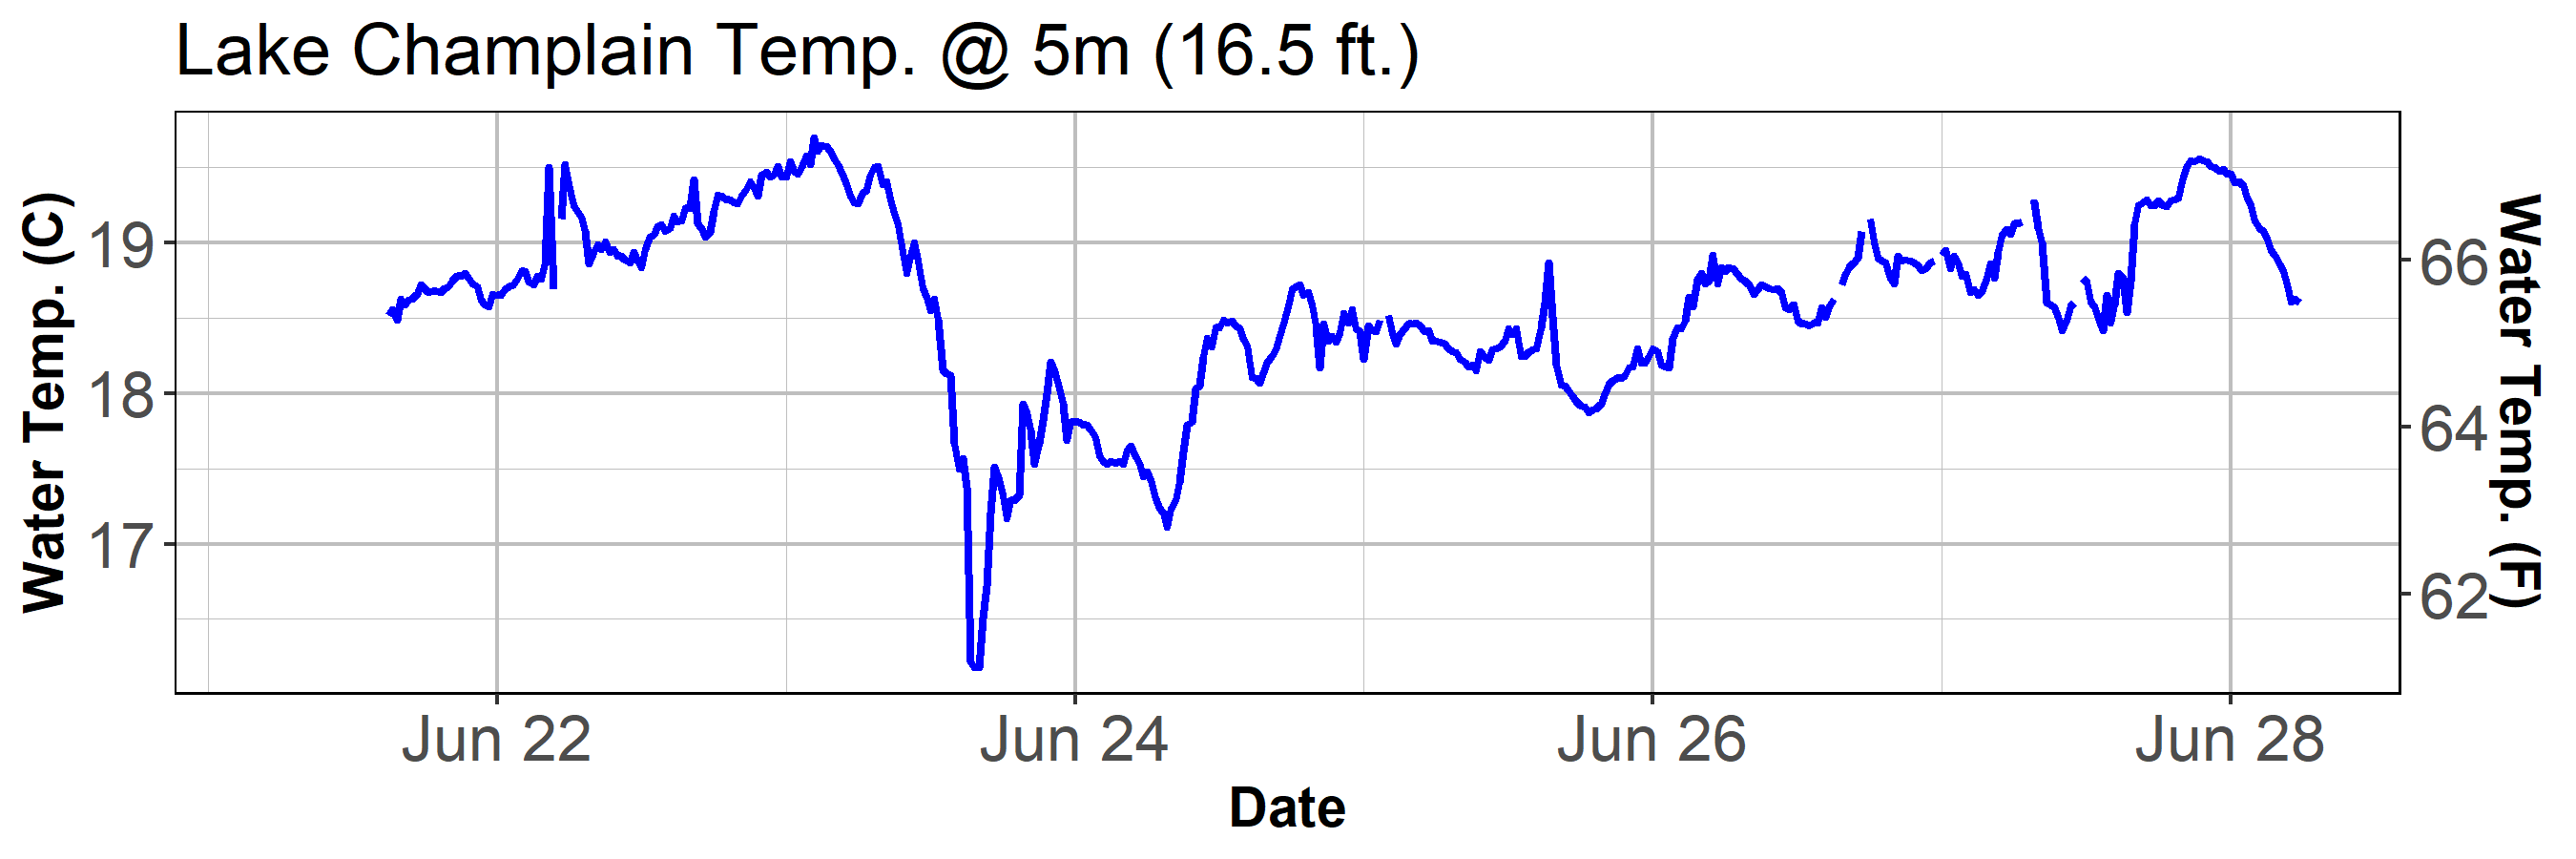 Lake Champlain Temp. @ 5m (16.5 ft.)
Water Temp. (C)
19
18
17
66
64
62
Water Temp. (F)
Jun 22
Jun 24
Jun 26
Jun 28
Date